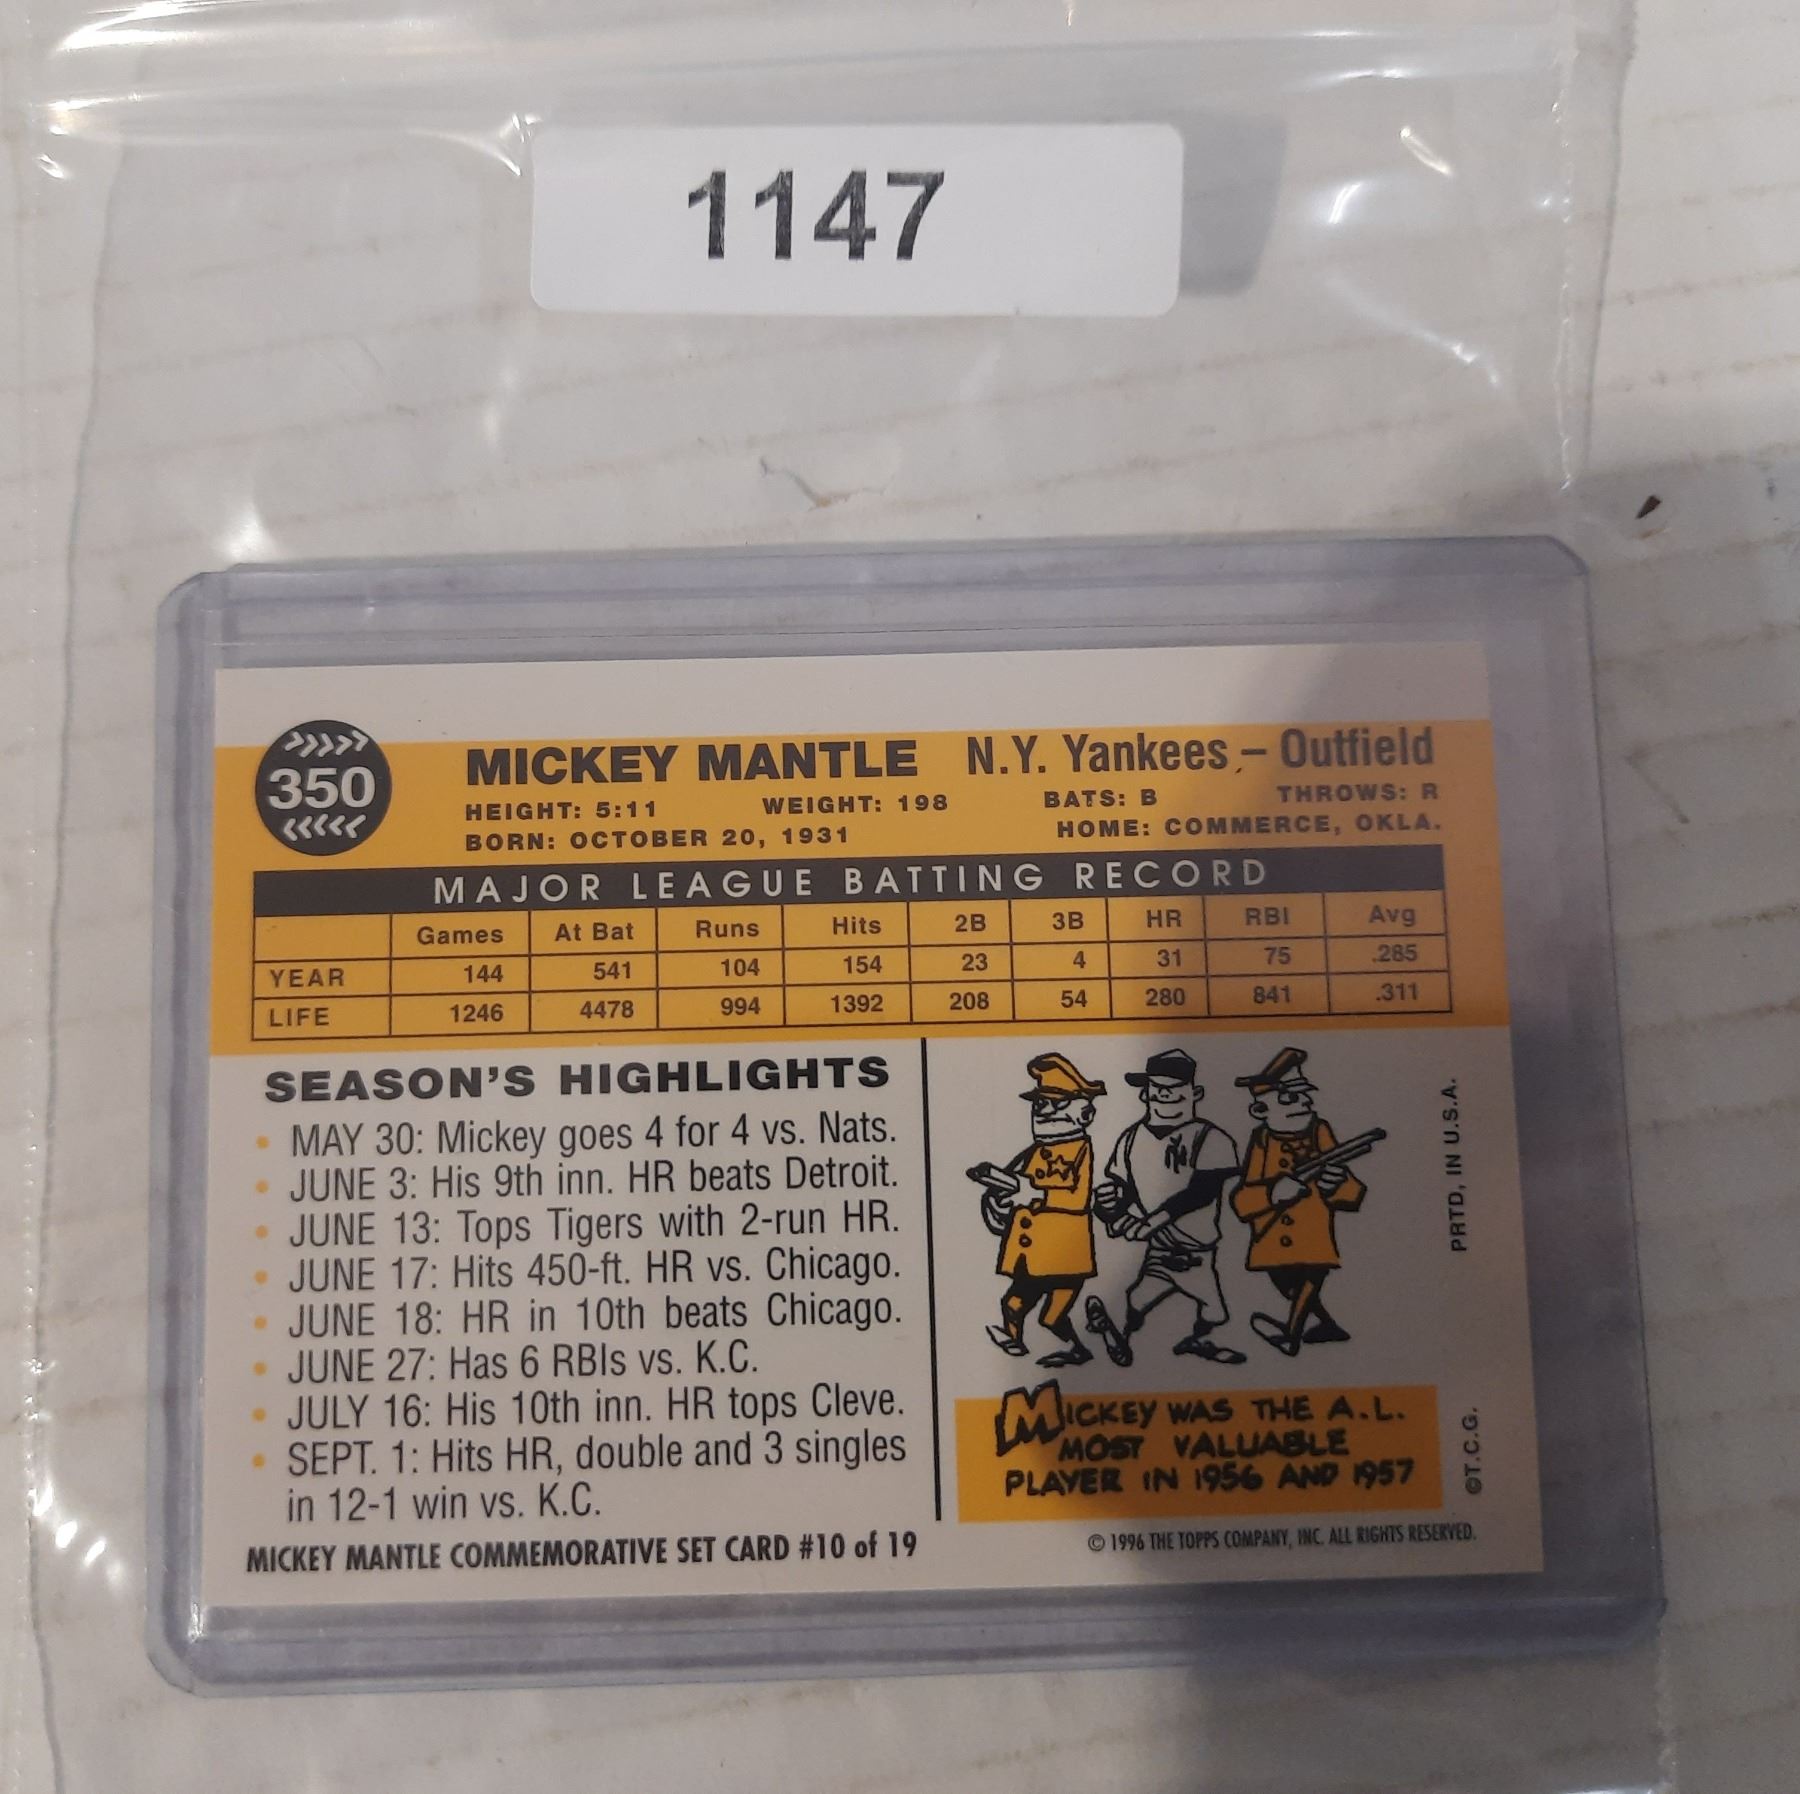 1147
350
MICKEY MANTLE N.Y. Yankees – Outfield
HEIGHT: 5:11 WEIGHT: 198 BATS: B THROWS: R
BORN: OCTOBER 20, 1931 HOME: COMMERCE, OKLA.
MAJOR LEAGUE BATTING RECORD
Games At Bat Runs Hits 2B 3B HR RBI Avg
YEAR 144 541 104 154 23 4 31 75 .285
LIFE 1246 4478 994 1392 208 54 280 841 .311
SEASON'S HIGHLIGHTS
• MAY 30: Mickey goes 4 for 4 vs. Nats.
• JUNE 3: His 9th inn. HR beats Detroit.
• JUNE 13: Tops Tigers with 2-run HR.
• JUNE 17: Hits 450-ft. HR vs. Chicago.
• JUNE 18: HR in 10th beats Chicago.
• JUNE 27: Has 6 RBIs vs. K.C.
• JULY 16: His 10th inn. HR tops Cleve.
• SEPT. 1: Hits HR, double and 3 singles
in 12-1 win vs. K.C.
NY
MICKEY WAS THE A.L.
MOST VALUABLE
PLAYER IN 1956 AND 1957
PRTD, IN U.S.A.
©T.C.G.
MICKEY MANTLE COMMEMORATIVE SET CARD #10 of 19
© 1996 THE TOPPS COMPANY, INC. ALL RIGHTS RESERVED.